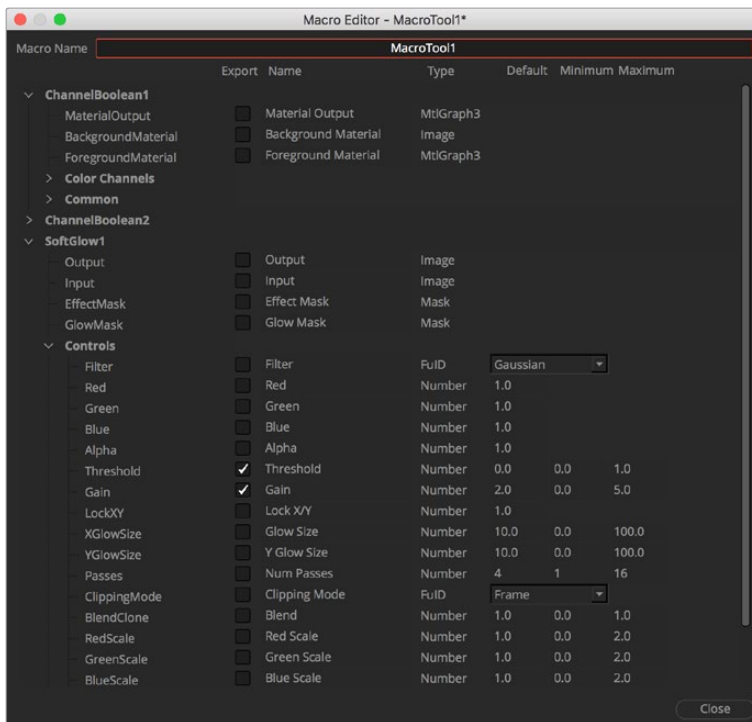 Macro Editor - MacroTool1*
Macro Name MacroTool1
Export Name Type Default Minimum Maximum
ChannelBoolean1
MaterialOutput Material Output MtlGraph3
BackgroundMaterial Background Material Image
ForegroundMaterial Foreground Material MtlGraph3
Color Channels
Common
ChannelBoolean2
SoftGlow1
Output Output Image
Input Input Image
EffectMask Effect Mask Mask
GlowMask Glow Mask Mask
Controls
Filter Filter FuID Gaussian
Red Red Number 1.0
Green Green Number 1.0
Blue Blue Number 1.0
Alpha Alpha Number 1.0
Threshold Threshold Number 0.0 0.0 1.0
Gain Gain Number 2.0 0.0 5.0
LockXY Lock X/Y Number 1.0
XGlowSize Glow Size Number 10.0 0.0 100.0
YGlowSize Y Glow Size Number 10.0 0.0 100.0
Passes Num Passes Number 4 1 16
ClippingMode Clipping Mode FuID Frame
BlendClone Blend Number 1.0 0.0 1.0
RedScale Red Scale Number 1.0 0.0 2.0
GreenScale Green Scale Number 1.0 0.0 2.0
BlueScale Blue Scale Number 1.0 0.0 2.0
Close